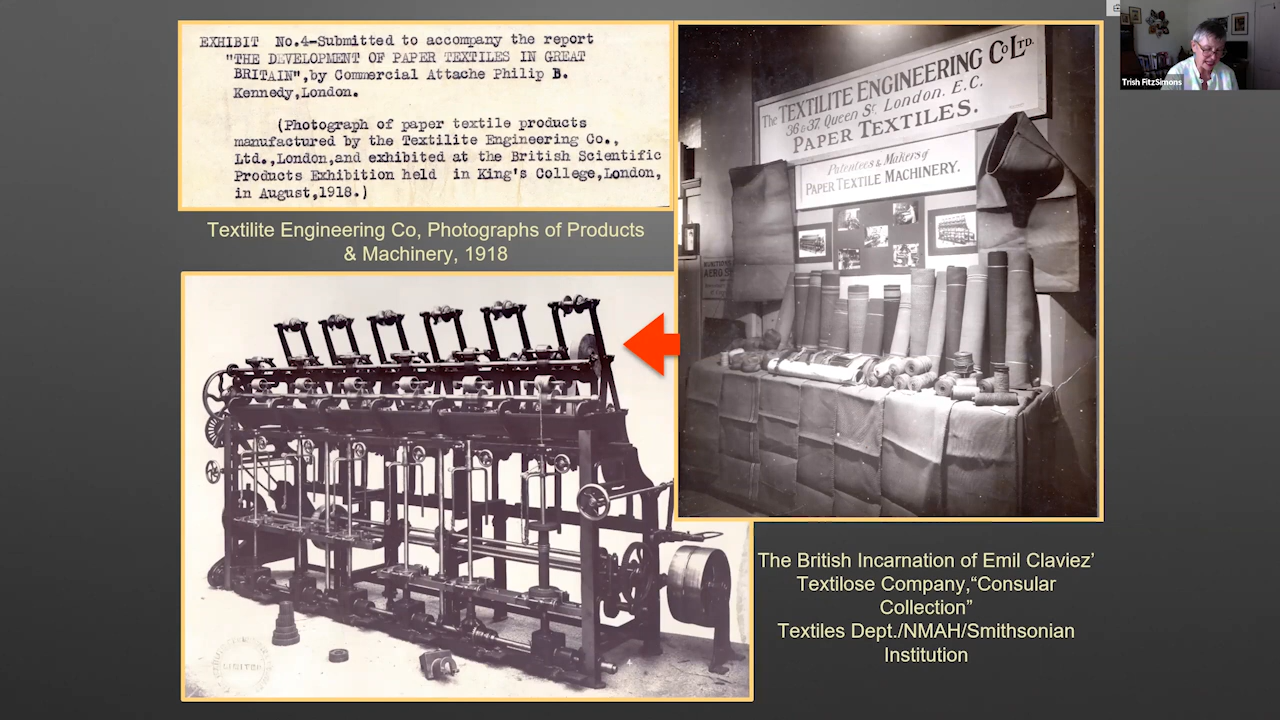 EXHIBIT No.4-Submitted to accompany the report
"THE DEVELOPMENT OF PAPER TEXTILES IN GREAT
BRITAIN",by Commercial Attache Philip B.
Kennedy,London.
(Photograph of paper textile products
manufactured by the Textilite Engineering Co.,
Ltd.,London,and exhibited at the British Scientific
Products Exhibition held in King's College,London,
in August,1918.)
Textilite Engineering Co, Photographs of Products
& Machinery, 1918
The TEXTILITE ENGINEERING Co LTD.
36 & 37, Queen St, London, E.C.
PAPER TEXTILES.
Patentees & Makers of
PAPER TEXTILE MACHINERY.
LIMITED
The British Incarnation of Emil Claviez'
Textilose Company,“Consular
Collection”
Textiles Dept./NMAH/Smithsonian
Institution
Trish FitzSimons